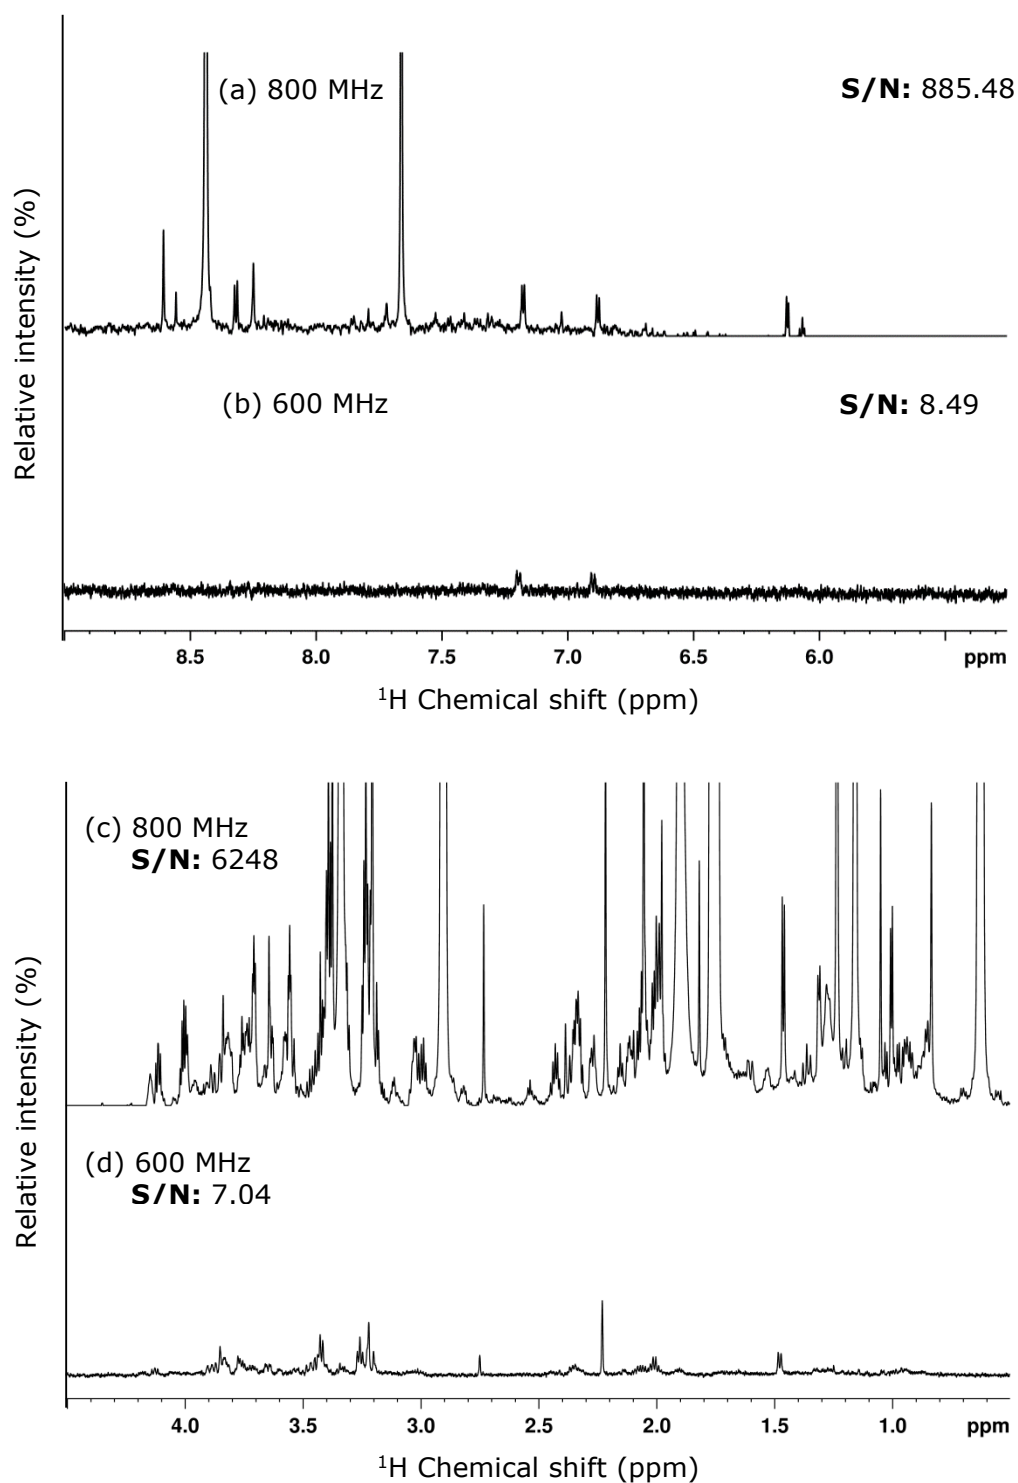 (a) 800 MHz
S/N: 885.48
Relative intensity (%)
(b) 600 MHz
S/N: 8.49
8.5 8.0 7.5 7.0 6.5 6.0 ppm
¹H Chemical shift (ppm)
(c) 800 MHz
S/N: 6248
Relative intensity (%)
(d) 600 MHz
S/N: 7.04
4.0 3.5 3.0 2.5 2.0 1.5 1.0 ppm
¹H Chemical shift (ppm)